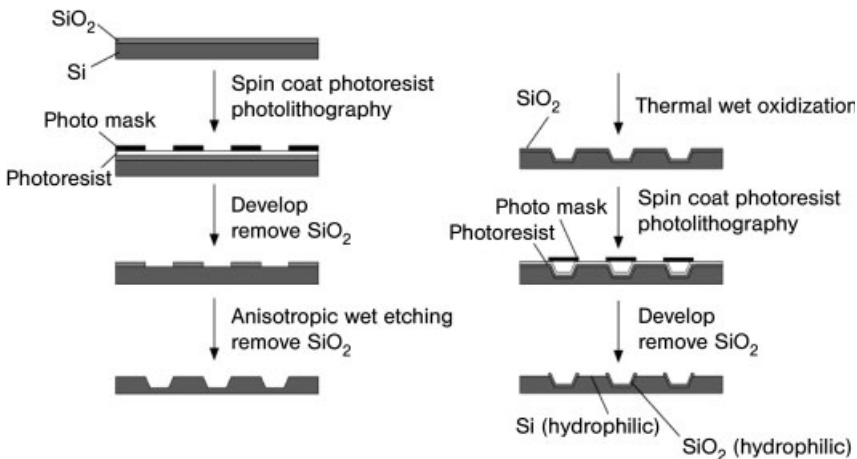 SiO2
Si
Spin coat photoresist
photolithography
Photo mask
Photoresist
Develop
remove SiO2
Anisotropic wet etching
remove SiO2
SiO2
Thermal wet oxidization
Spin coat photoresist
photolithography
Photo mask
Photoresist
Develop
remove SiO2
Si (hydrophilic)
SiO2 (hydrophilic)